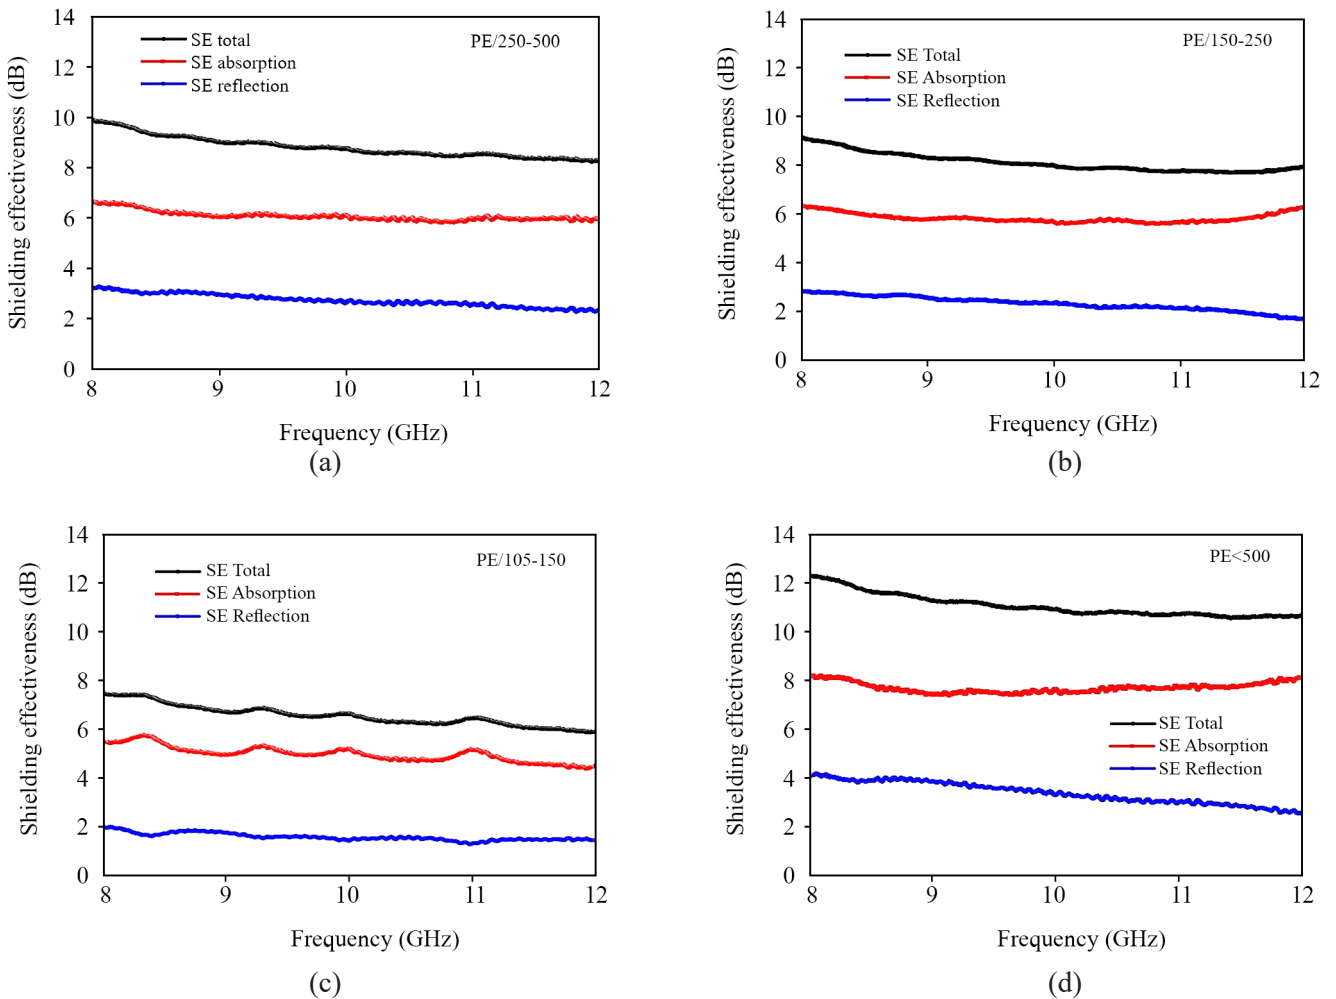 14
12
10
8
6
4
2
0
Shielding effectiveness (dB)
SE total
SE absorption
SE reflection
PE/250-500
8 9 10 11 12
Frequency (GHz)
(a)
14
12
10
8
6
4
2
0
Shielding effectiveness (dB)
SE Total
SE Absorption
SE Reflection
PE/150-250
8 9 10 11 12
Frequency (GHz)
(b)
14
12
10
8
6
4
2
0
Shielding effectiveness (dB)
SE Total
SE Absorption
SE Reflection
PE/105-150
8 9 10 11 12
Frequency (GHz)
(c)
14
12
10
8
6
4
2
0
Shielding effectiveness (dB)
PE<500
SE Total
SE Absorption
SE Reflection
8 9 10 11 12
Frequency (GHz)
(d)